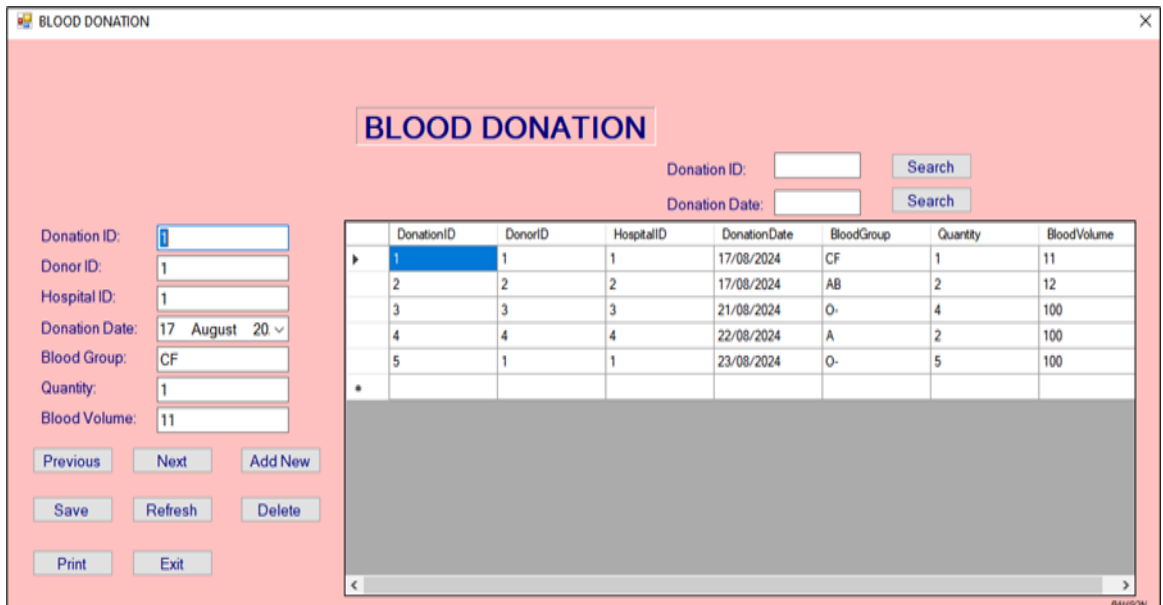 BLOOD DONATION
BLOOD DONATION
Donation ID: Search
Donation Date: Search
Donation ID: 1
Donor ID: 1
Hospital ID: 1
Donation Date: 17 August 20.
Blood Group: CF
Quantity: 1
Blood Volume: 11
Previous Next Add New
Save Refresh Delete
Print Exit
DonationID DonorID HospitalID DonationDate BloodGroup Quantity BloodVolume
1 1 1 17/08/2024 CF 1 11
2 2 2 17/08/2024 AB 2 12
3 3 3 21/08/2024 O- 4 100
4 4 4 22/08/2024 A 2 100
5 1 1 23/08/2024 O- 5 100